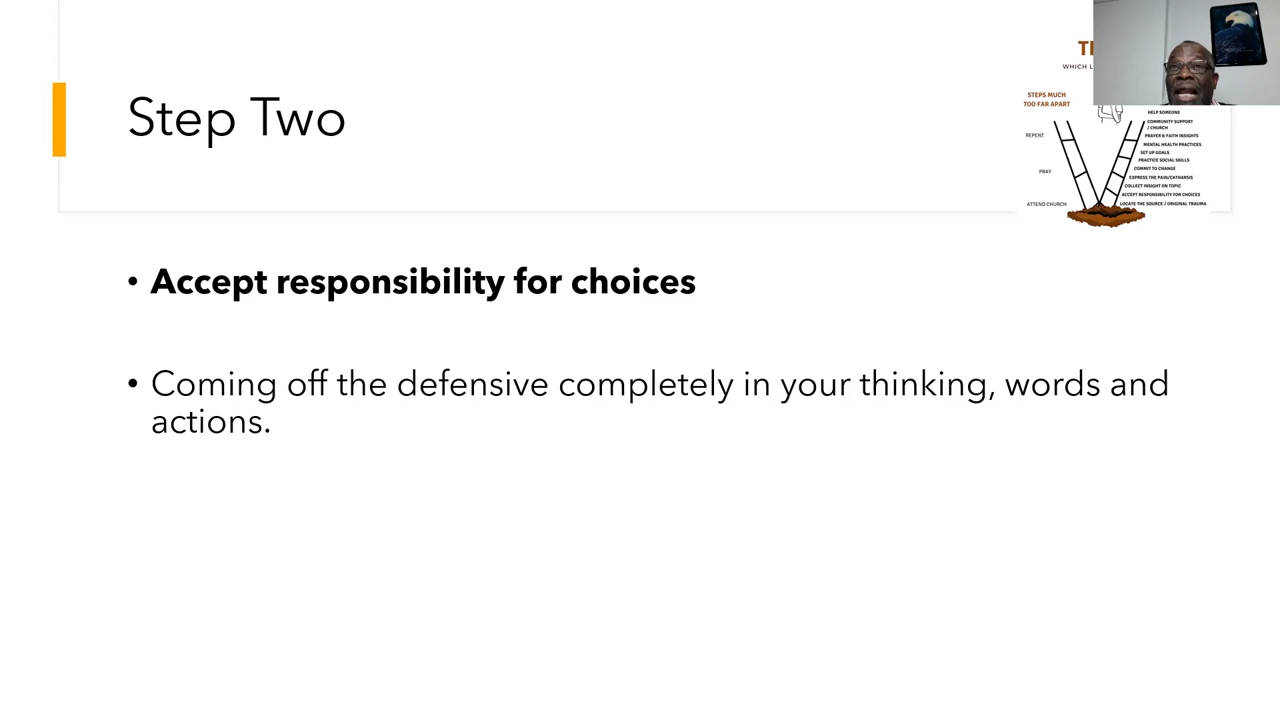 Step Two
• Accept responsibility for choices
• Coming off the defensive completely in your thinking, words and
actions.
WHICH
STEPS MUCH
TOO FAR APART
REPENT
PRAY
ATTEND CHURCH
HELP SOMEONE
COMMUNITY SUPPORT
/ CHURCH
PRAYER & FAITH INSIGHTS
MENTAL HEALTH PRACTICES
SET UP GOALS
PRACTICE SOCIAL SKILLS
COMMIT TO CHANGE
EXPRESS THE PAIN/CATHARSIS
COLLECT INSIGHT ON TOPIC
ACCEPT RESPONSIBILITY FOR CHOICES
LOCATE THE SOURCE / ORIGINAL TRAUMA